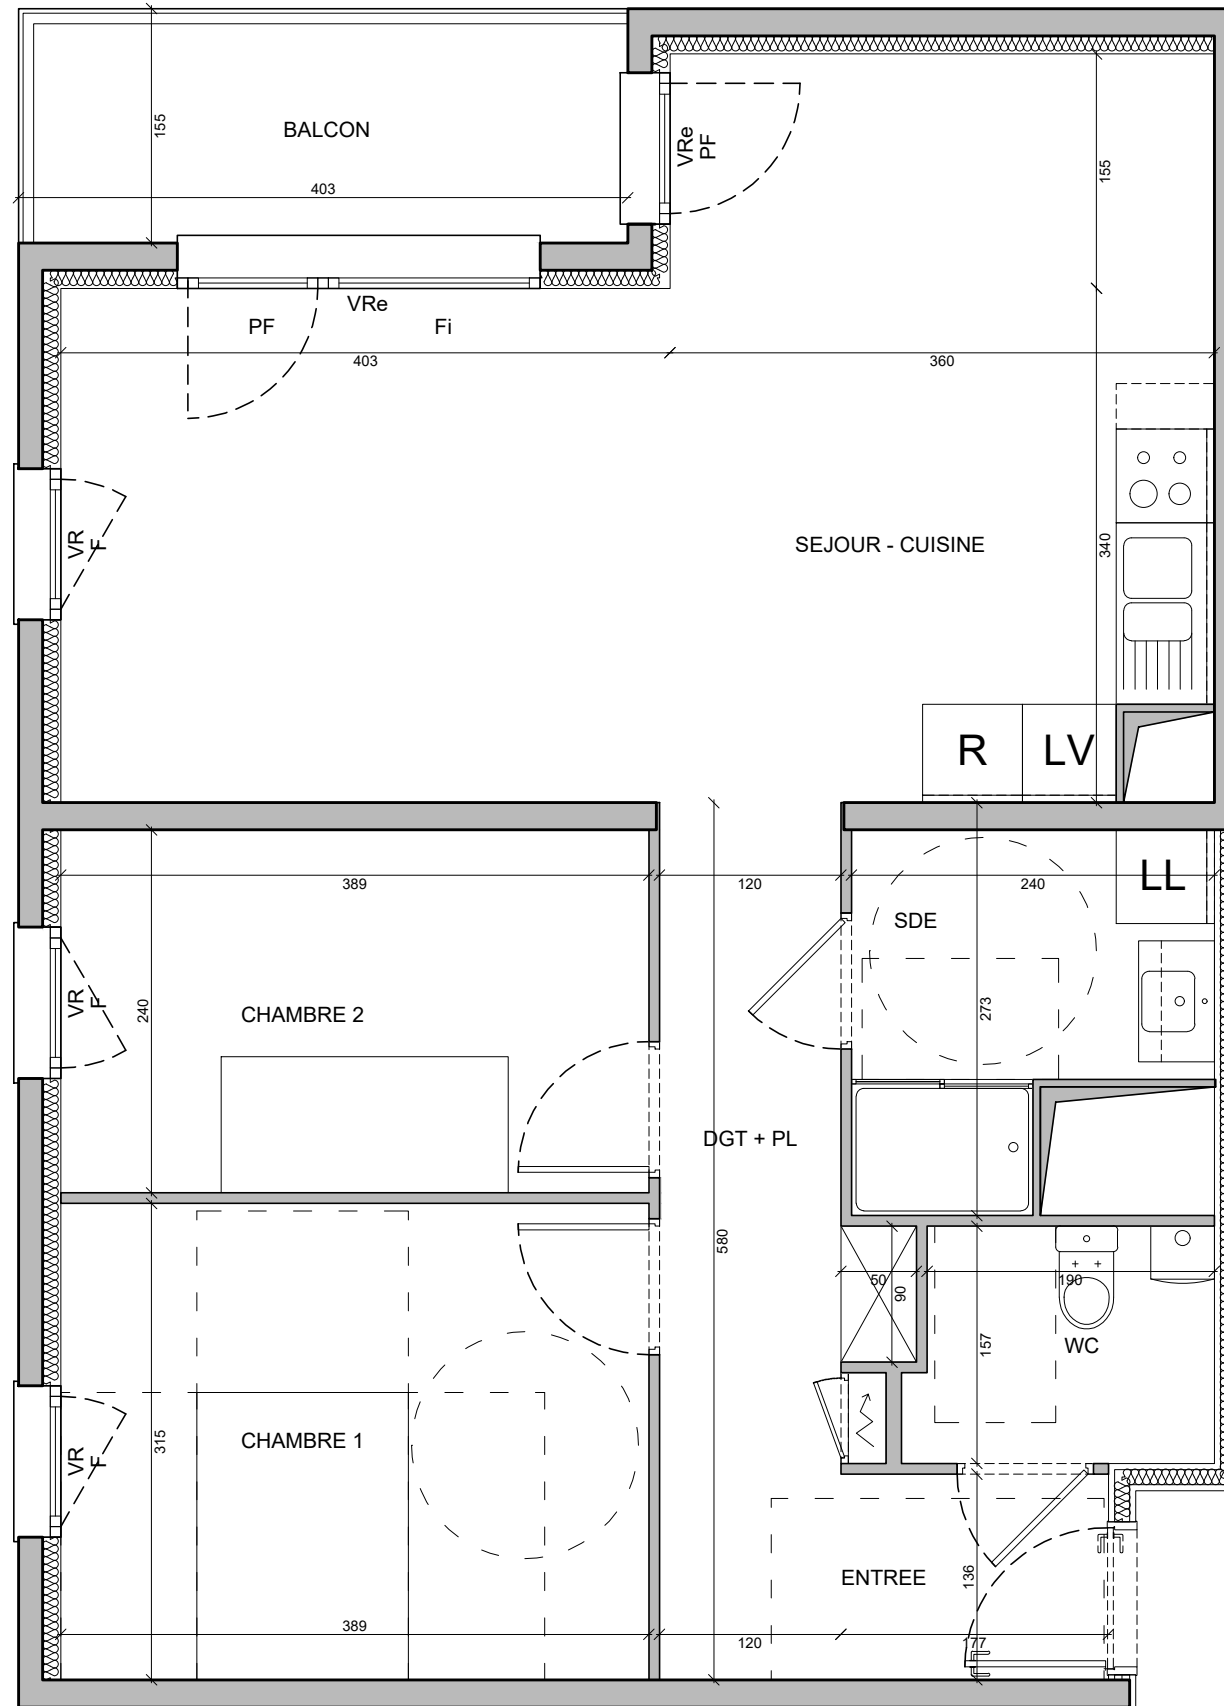 155
BALCON
403
VRe
PF
155
VRe
PF
Fi
403
360
VR
F
SEJOUR - CUISINE
340
R
LV
389
120
240
LL
SDE
VR
F
240
CHAMBRE 2
273
DGT + PL
580
50
90
190
157
WC
VR
F
315
CHAMBRE 1
ENTREE
136
389
120
177